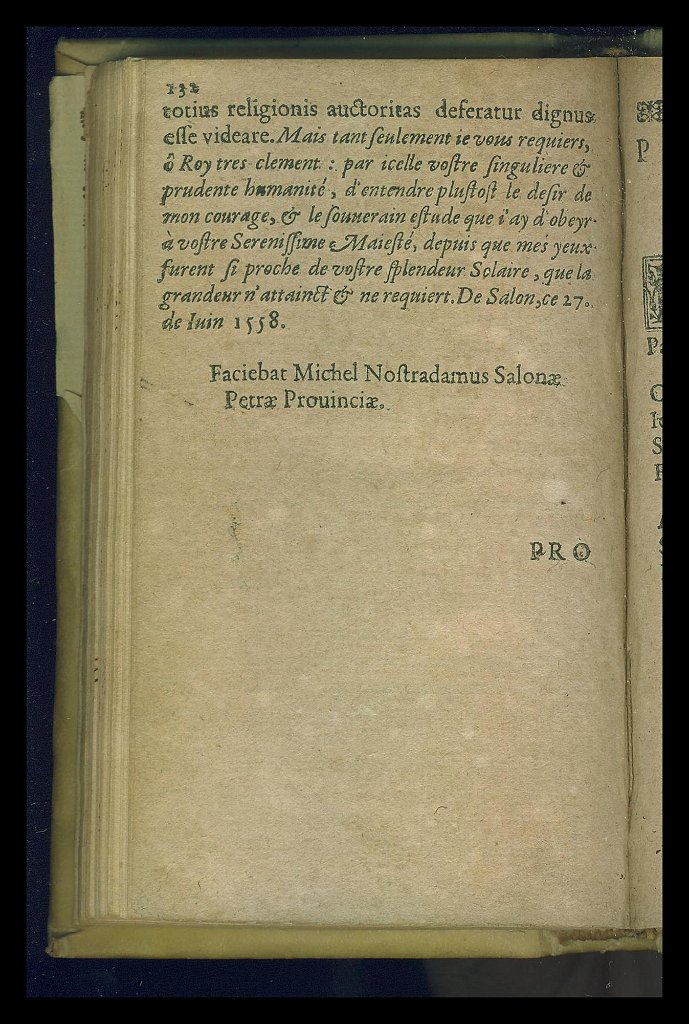 132
totius religionis auctoritas deferatur dignus
esse videare. Mais tant seulement ie vous requiers,
ô Roy tres clement : par icelle vostre singuliere &
prudente humanité, d'entendre plustost le desir de
mon courage, & le souuerain estude que i'ay d'obeyr
à vostre Serenissime Maiesté, depuis que mes yeux
furent si proche de vostre splendeur Solaire, que la
grandeur n'attainct & ne requiert. De Salon, ce 27.
de Iuin 1558.
Faciebat Michel Nostradamus Salonæ
Petræ Prouinciæ.
PRO
P